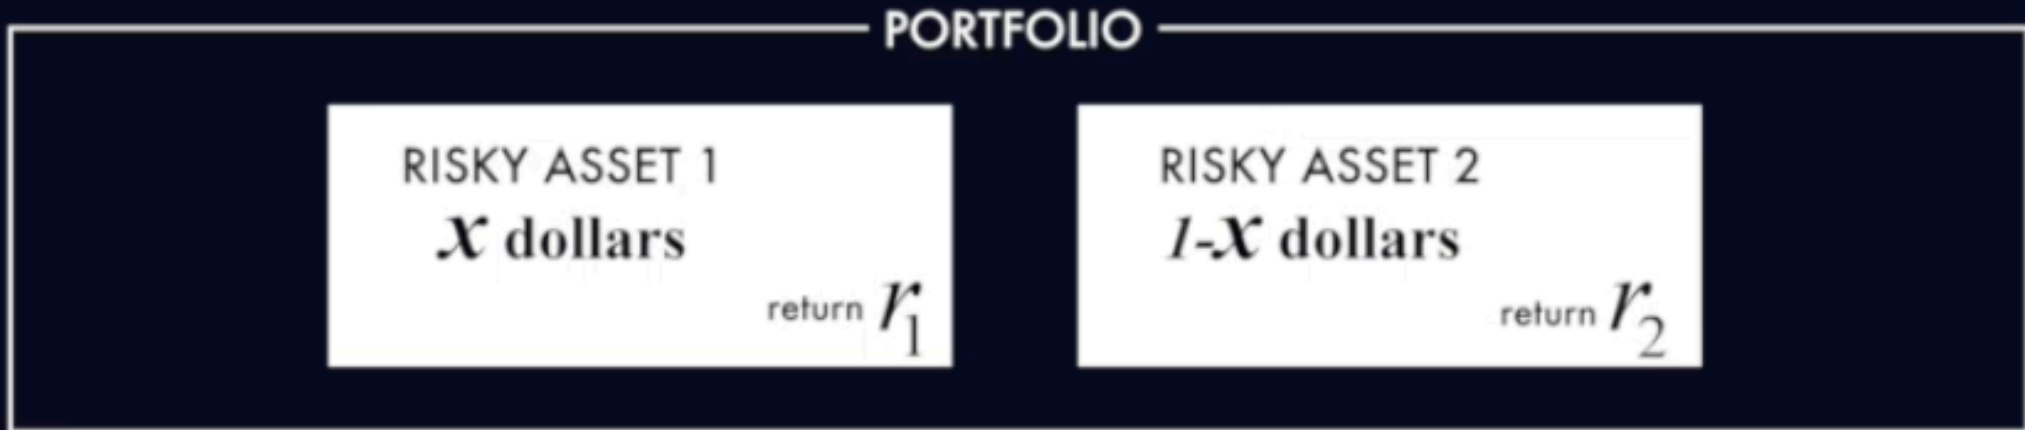 PORTFOLIO
RISKY ASSET 1
x dollars
return r₁
RISKY ASSET 2
1-x dollars
return r₂